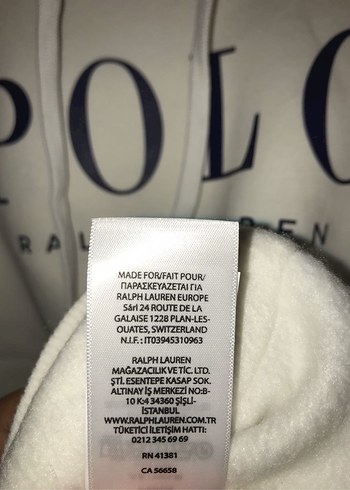 POLO
RALPH LAUREN
MADE FOR/FAIT POUR/
ΠΑΡΑΣΚΕΥΑΖΕΤΑΙ ΓΙΑ
RALPH LAUREN EUROPE
Sárl 24 ROUTE DE LA
GALAISE 1228 PLAN-LES-
OUATES, SWITZERLAND
N.I.F. : IT03945310963
RALPH LAUREN
MAĞAZACILIK VE TİC. LTD.
ŞTİ. ESENTEPE KASAP SOK.
ALTINAY İŞ MERKEZİ NO:B-
10 K:4 34360 ŞİŞLİ-
İSTANBUL
WWW.RALPHLAUREN.COM.TR
TÜKETİCİ İLETİŞİM HATTI:
0212 345 69 69
RN 41381
CA 56658